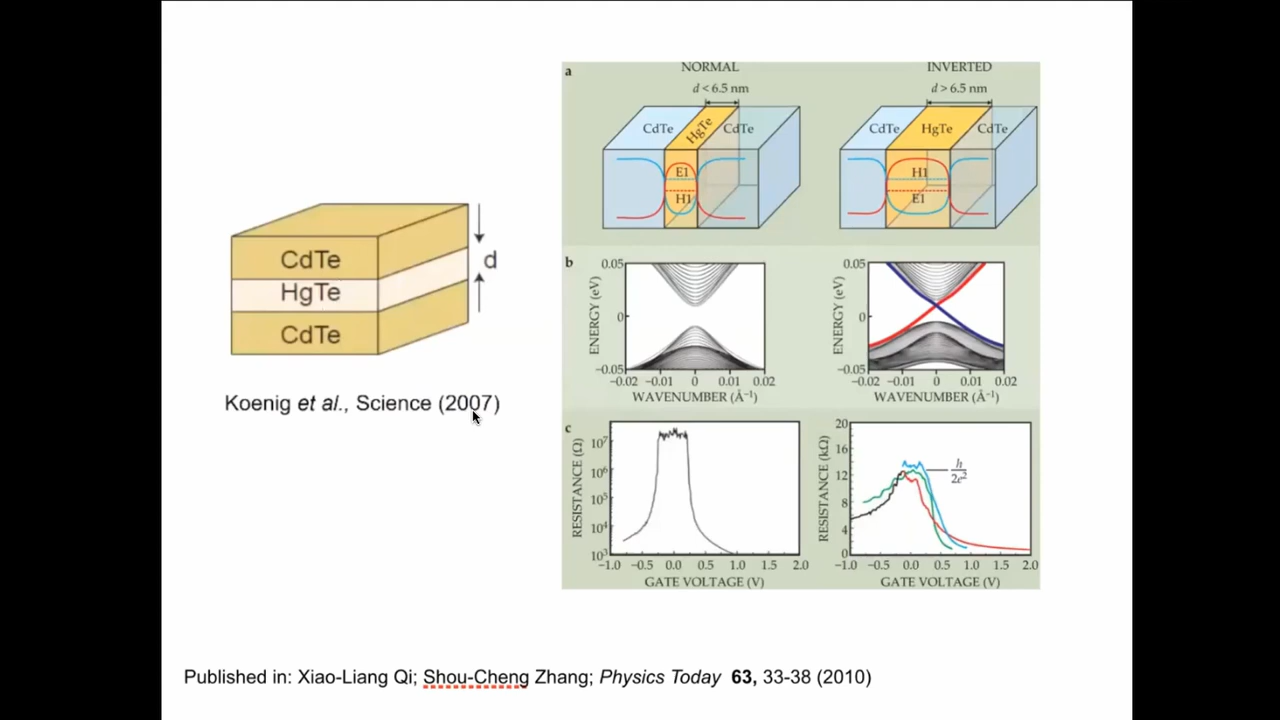 CdTe
HgTe
CdTe
d
Koenig et al., Science (2007)
a
NORMAL
d < 6.5 nm
CdTe
HgTe
CdTe
E1
H1
INVERTED
d > 6.5 nm
CdTe
HgTe
CdTe
H1
E1
b
ENERGY (eV)
0.05
0
−0.05
−0.02 −0.01 0 0.01 0.02
WAVENUMBER (Å⁻¹)
ENERGY (eV)
0.05
0
−0.05
−0.02 −0.01 0 0.01 0.02
WAVENUMBER (Å⁻¹)
c
RESISTANCE (Ω)
10⁷
10⁶
10⁵
10⁴
10³
−1.0 −0.5 0.0 0.5 1.0 1.5 2.0
GATE VOLTAGE (V)
RESISTANCE (kΩ)
20
16
12
8
4
0
h
2e²
−1.0 −0.5 0.0 0.5 1.0 1.5 2.0
GATE VOLTAGE (V)
Published in: Xiao-Liang Qi; Shou-Cheng Zhang; Physics Today 63, 33-38 (2010)